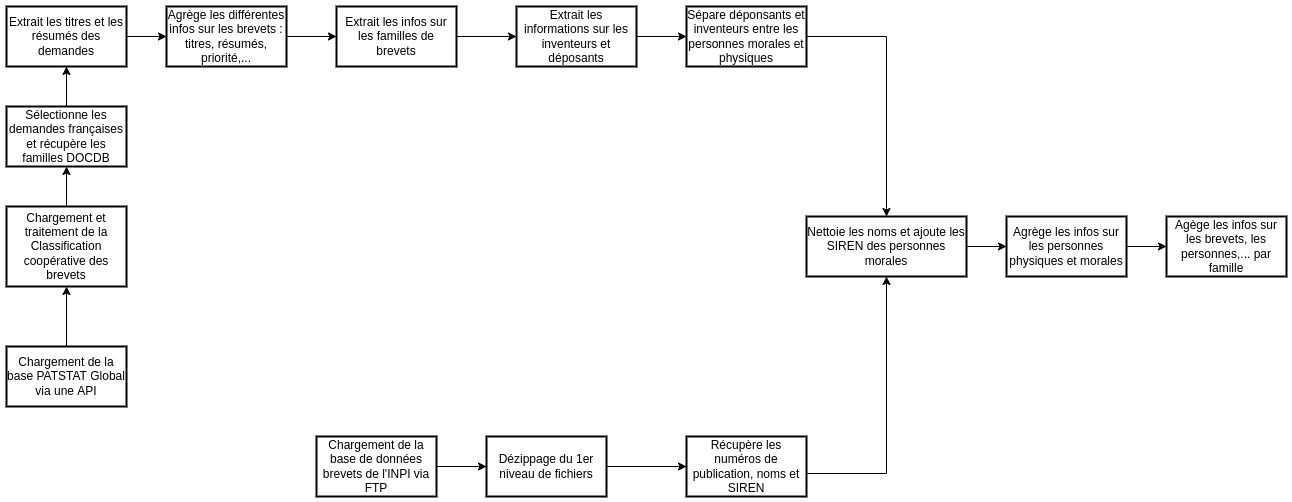 Extrait les titres et les
résumés des
demandes
Agrège les différentes
infos sur les brevets :
titres, résumés,
priorité,...
Extrait les infos sur
les familles de
brevets
Extrait les
informations sur les
inventeurs et
déposants
Sépare déponsants et
inventeurs entre les
personnes morales et
physiques
Sélectionne les
demandes françaises
et récupère les
familles DOCDB
Chargement et
traitement de la
Classification
coopérative des
brevets
Nettoie les noms et ajoute les
SIREN des personnes
morales
Agrège les infos sur
les personnes
physiques et morales
Agège les infos sur
les brevets, les
personnes,... par
famille
Chargement de la
base PATSTAT Global
via une API
Chargement de la
base de données
brevets de l'INPI via
FTP
Dézippage du 1er
niveau de fichiers
Récupère les
numéros de
publication, noms et
SIREN